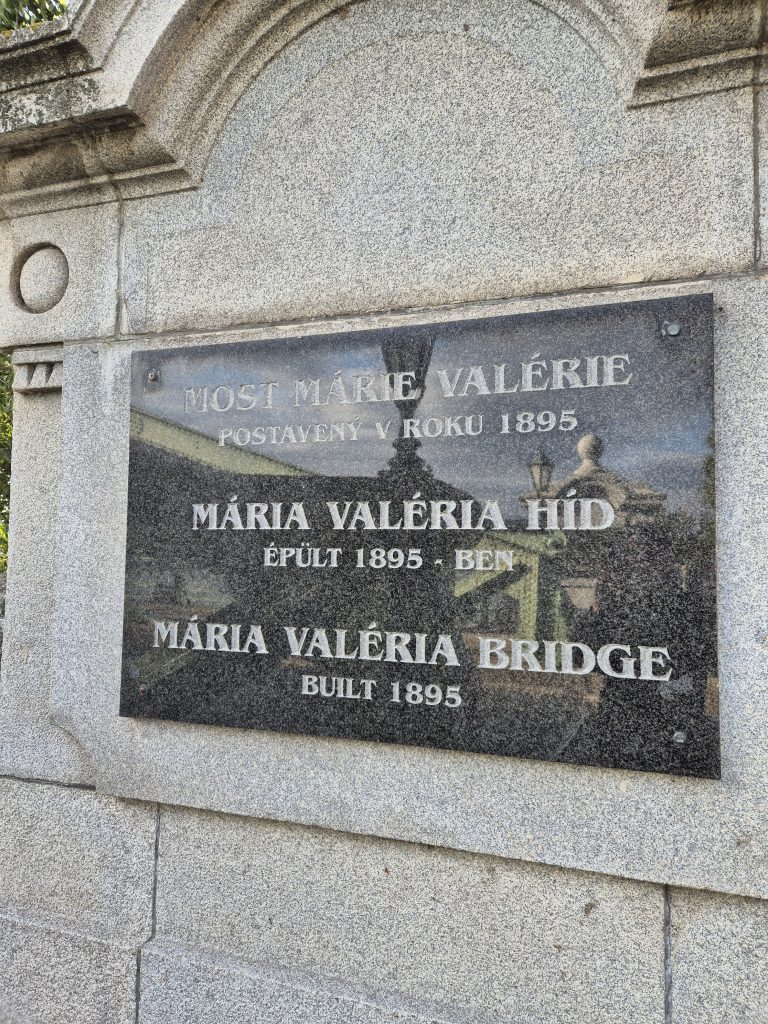 MOST MÁRIE VALÉRIE
POSTAVENÝ V ROKU 1895
MÁRIA VALÉRIA HÍD
ÉPÜLT 1895 - BEN
MÁRIA VALÉRIA BRIDGE
BUILT 1895